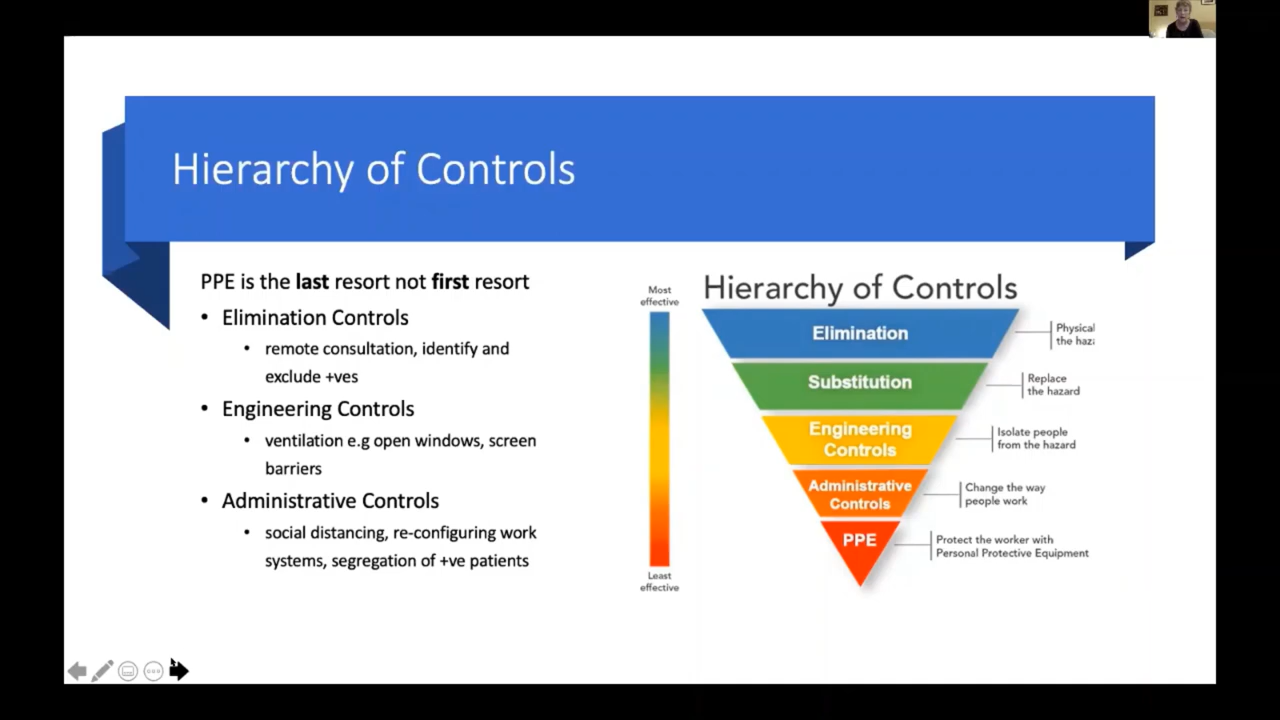 Hierarchy of Controls
PPE is the last resort not first resort
• Elimination Controls
• remote consultation, identify and
exclude +ves
• Engineering Controls
• ventilation e.g open windows, screen
barriers
• Administrative Controls
• social distancing, re-configuring work
systems, segregation of +ve patients
Hierarchy of Controls
Most
effective
Elimination
Physical
the haz
Substitution
Replace
the hazard
Engineering
Controls
Isolate people
from the hazard
Administrative
Controls
Change the way
people work
PPE
Protect the worker with
Personal Protective Equipment
Least
effective